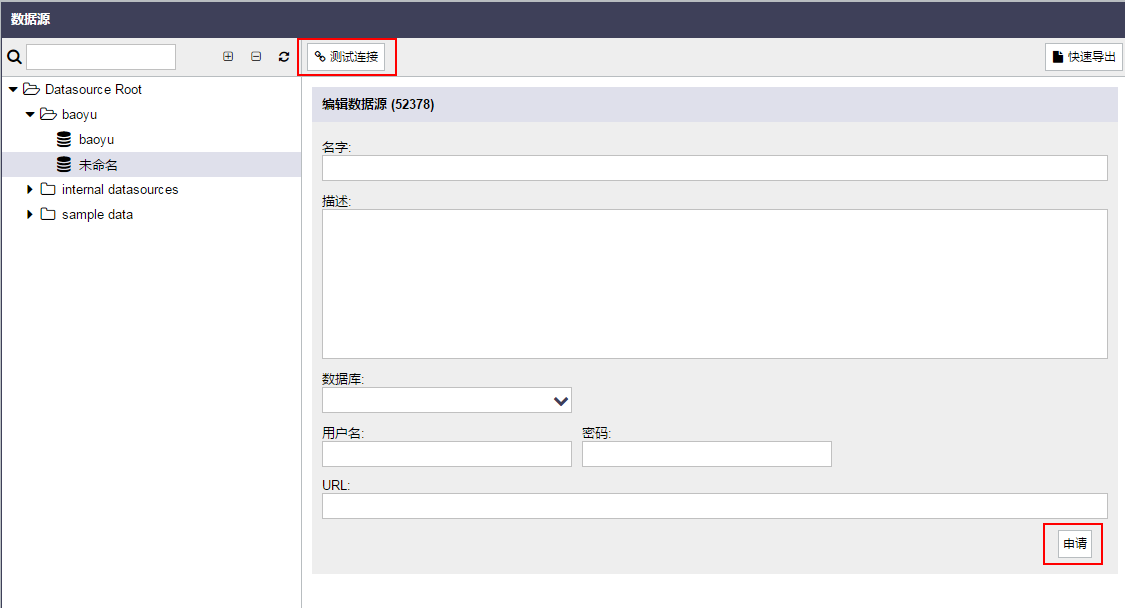 数据源
测试连接
快速导出
Datasource Root
baoyu
baoyu
未命名
internal datasources
sample data
编辑数据源 (52378)
名字:
描述:
数据库:
用户名:
密码:
URL:
申请